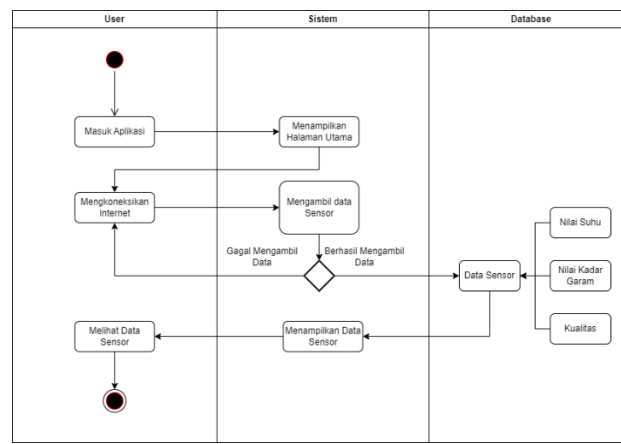 User
Sistem
Database
Masuk Aplikasi
Menampilkan
Halaman Utama
Mengkoneksikan
Internet
Mengambil data
Sensor
Gagal Mengambil
Data
Berhasil Mengambil
Data
Data Sensor
Nilai Suhu
Nilai Kadar
Garam
Kualitas
Melihat Data
Sensor
Menampilkan Data
Sensor